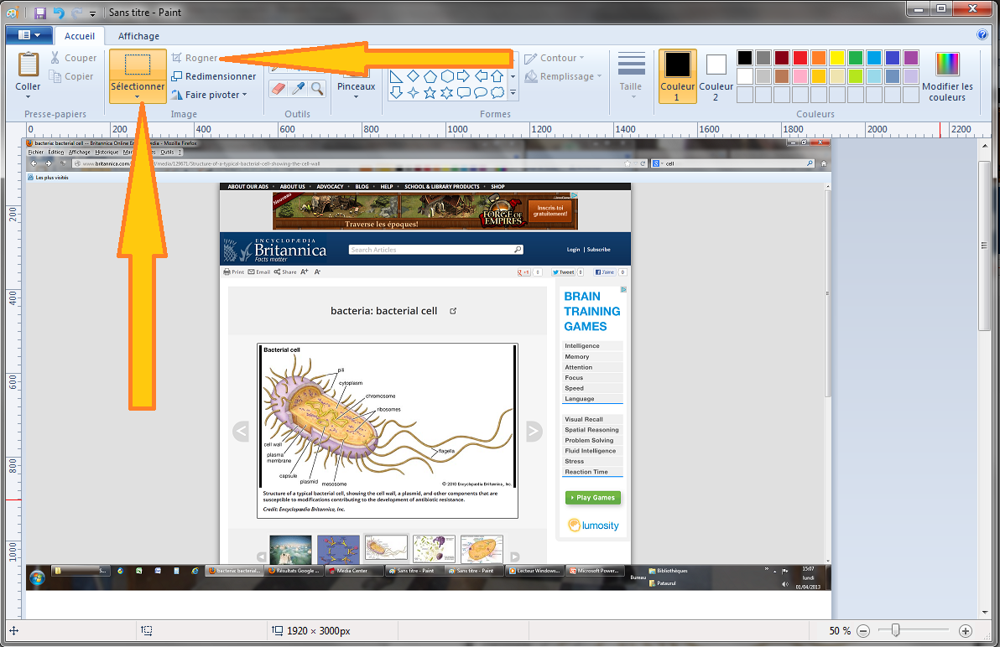 Sans titre - Paint
Accueil Affichage
Coller
Couper
Copier
Presse-papiers
Sélectionner
Rogner
Redimensionner
Faire pivoter
Image
Outils
Pinceaux
Contour
Remplissage
Formes
Taille
Couleur 1
Couleur 2
Modifier les couleurs
Couleurs
0 200 400 600 800 1000 1200 1400 1600 1800 2000 2200
200
400
600
800
1000
bacteria: bacterial cell -- Britannica Online - Mozilla Firefox
Fichier Edition Affichage Historique Outils ?
www.britannica.com /media/129671/Structure-of-a-typical-bacterial-cell-showing-the-cell-wall
cell
Les plus visités
ABOUT OUR ADS • ABOUT US • ADVOCACY • BLOG • HELP • SCHOOL & LIBRARY PRODUCTS • SHOP
Nouveau
Traverse les époques!
FORGE OF EMPIRES
Inscris-toi gratuitement!
ENCYCLOPÆDIA
Britannica
Facts matter
Search Articles
Login | Subscribe
Print Email Share A+ A-
+1 0 Tweet 0 J'aime 0
bacteria: bacterial cell
Bacterial cell
pili
cytoplasm
chromosome
ribosomes
cell wall
plasma membrane
capsule
plasmid
mesosome
flagella
© 2010 Encyclopædia Britannica, Inc.
Structure of a typical bacterial cell, showing the cell wall, a plasmid, and other components that are
susceptible to modifications contributing to the development of antibiotic resistance.
Credit: Encyclopædia Britannica, Inc.
BRAIN
TRAINING
GAMES
Intelligence
Memory
Attention
Focus
Speed
Language
Visual Recall
Spatial Reasoning
Problem Solving
Fluid Intelligence
Stress
Reaction Time
Play Games
lumosity
S...
bacteria: bacterial...
Résultats Google ...
Media Center
Sans titre - Paint
Sans titre - Paint
Lecteur Windows...
Microsoft Power...
Bureau
Bibliothèques
Pataurul
15:07
lundi
01/04/2013
1920 × 3000px
50 %